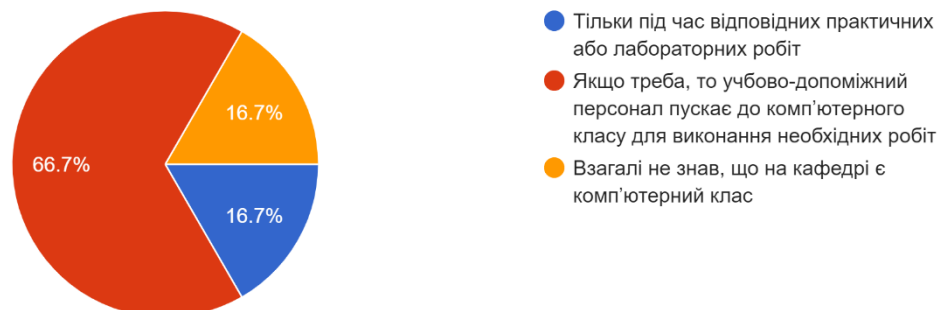 66.7%
16.7%
16.7%
Тільки під час відповідних практичних
або лабораторних робіт
Якщо треба, то учбово-допоміжний
персонал пускає до комп'ютерного
класу для виконання необхідних робіт
Взагалі не знав, що на кафедрі є
комп'ютерний клас